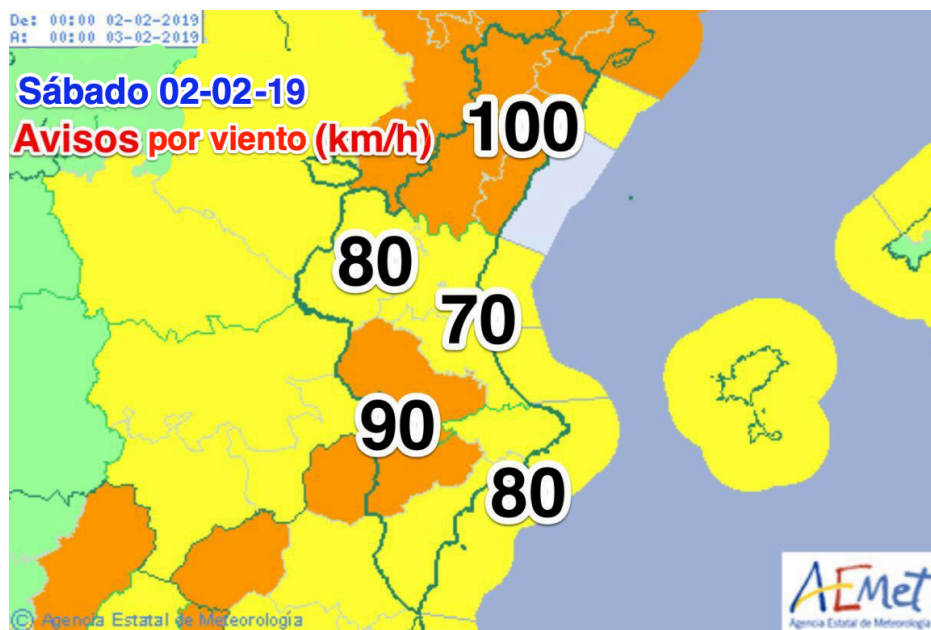 De: 00:00 02-02-2019
A: 00:00 03-02-2019
Sábado 02-02-19
Avisos por viento (km/h)
100
80
70
90
80
AEMet
Agencia Estatal de Meteorología
© Agencia Estatal de Meteorología